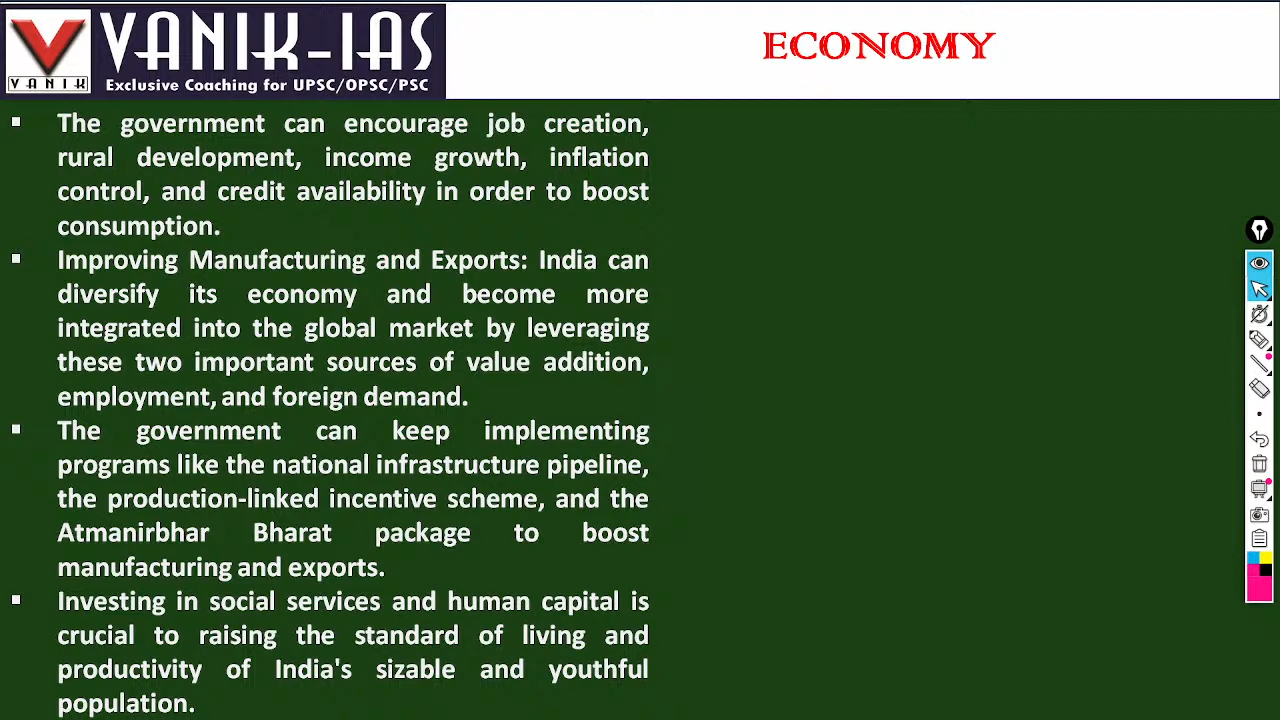 VANIK-IAS
VANIK
Exclusive Coaching for UPSC/OPSC/PSC
ECONOMY
▪ The government can encourage job creation,
rural development, income growth, inflation
control, and credit availability in order to boost
consumption.
▪ Improving Manufacturing and Exports: India can
diversify its economy and become more
integrated into the global market by leveraging
these two important sources of value addition,
employment, and foreign demand.
▪ The government can keep implementing
programs like the national infrastructure pipeline,
the production-linked incentive scheme, and the
Atmanirbhar Bharat package to boost
manufacturing and exports.
▪ Investing in social services and human capital is
crucial to raising the standard of living and
productivity of India's sizable and youthful
population.